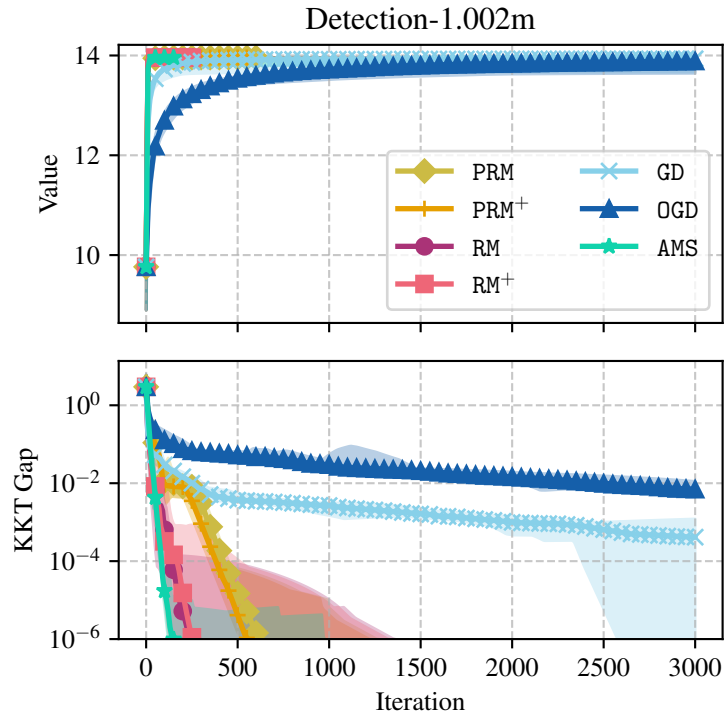 Detection-1.002m
14
12
10
Value
PRM
PRM+
RM
RM+
GD
OGD
AMS
10^0
10^−2
10^−4
10^−6
KKT Gap
0 500 1000 1500 2000 2500 3000
Iteration